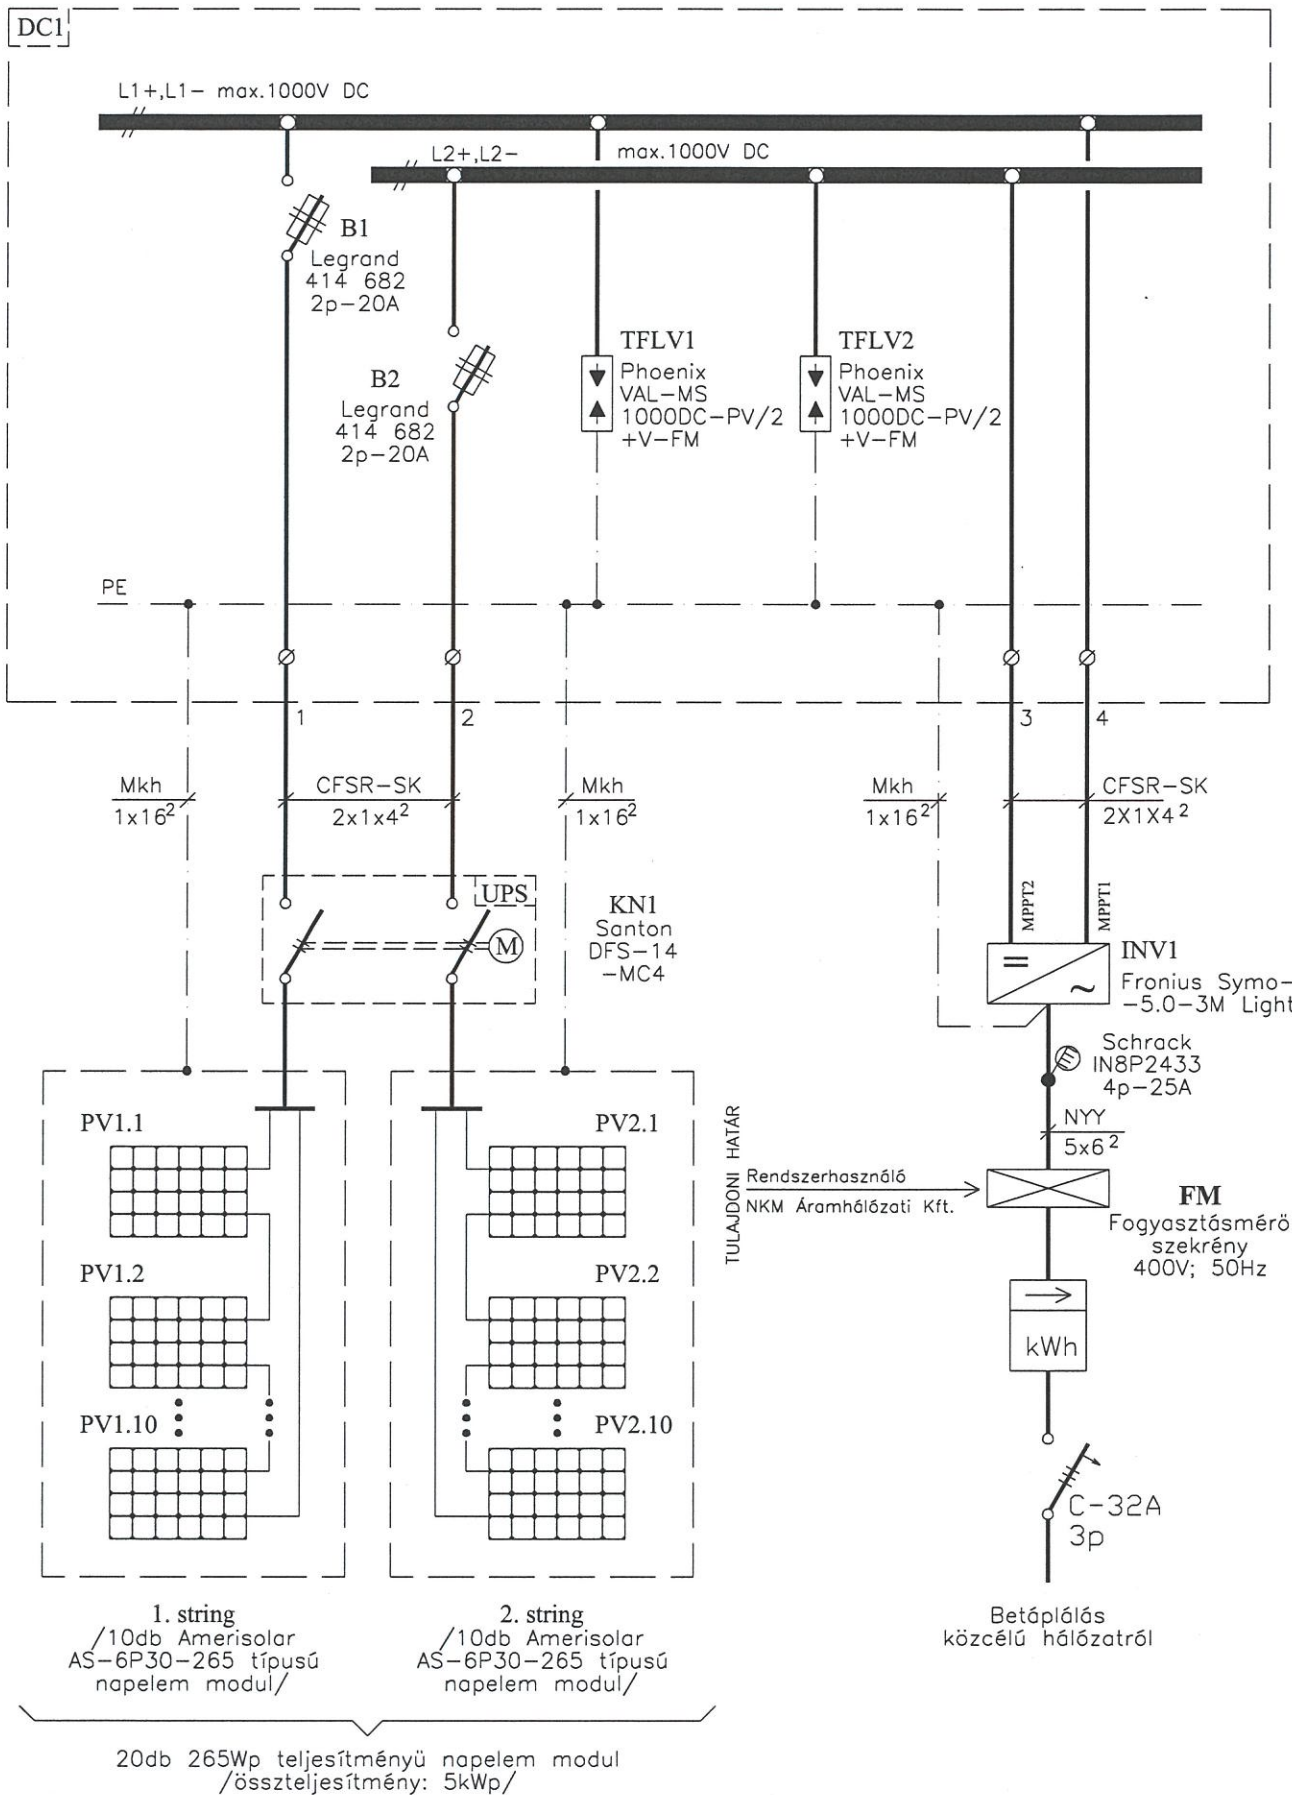 DC1
L1+,L1- max.1000V DC
L2+,L2- max.1000V DC
B1
Legrand
414 682
2p-20A
B2
Legrand
414 682
2p-20A
TFLV1
Phoenix
VAL-MS
1000DC-PV/2
+V-FM
TFLV2
Phoenix
VAL-MS
1000DC-PV/2
+V-FM
PE
1
2
3
4
Mkh
1x16²
CFSR-SK
2x1x4²
Mkh
1x16²
Mkh
1x16²
CFSR-SK
2X1X4²
UPS
M
KN1
Santon
DFS-14
-MC4
MPPT2
MPPT1
INV1
Fronius Symo-
-5.0-3M Light
E
Schrack
IN8P2433
4p-25A
NYY
5x6²
PV1.1
PV1.2
PV1.10
PV2.1
PV2.2
PV2.10
TULAJDONI HATÁR
Rendszerhasználó
NKM Áramhálózati Kft.
FM
Fogyasztásmérő
szekrény
400V; 50Hz
kWh
C-32A
3p
Betáplálás
közcélú hálózatról
1. string
/10db Amerisolar
AS-6P30-265 típusú
napelem modul/
2. string
/10db Amerisolar
AS-6P30-265 típusú
napelem modul/
20db 265Wp teljesítményü napelem modul
/összteljesítmény: 5kWp/